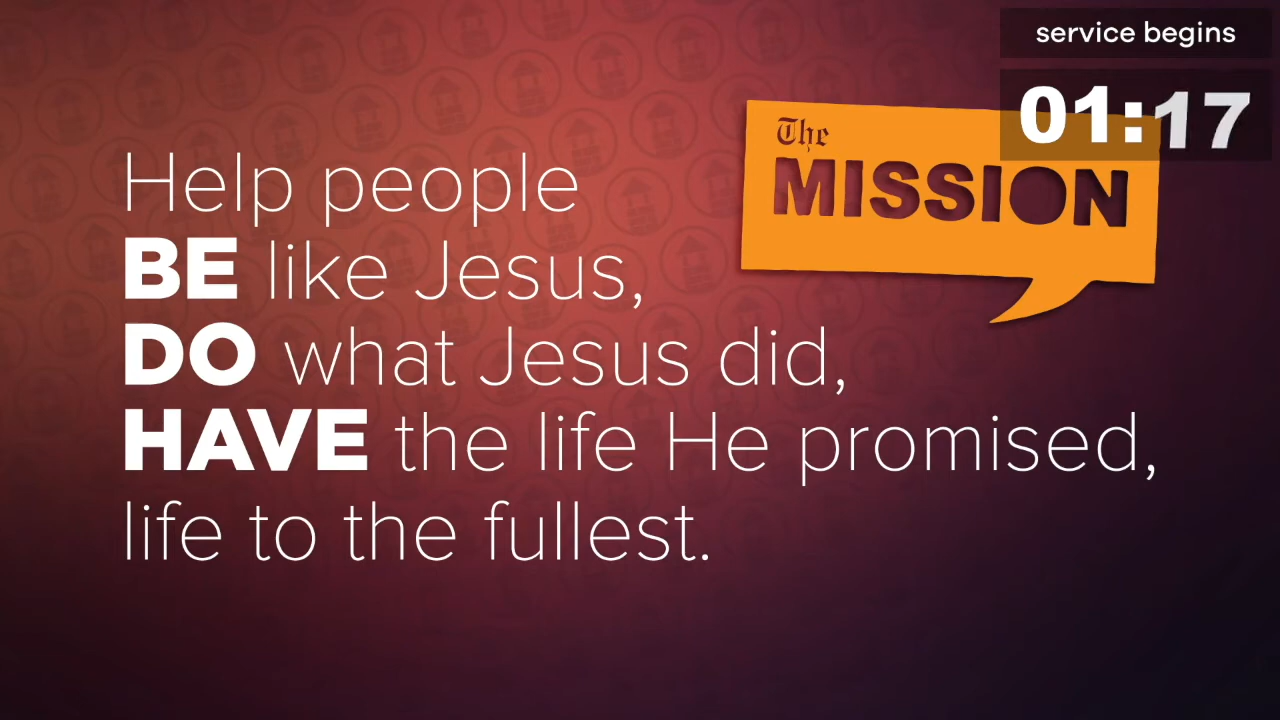 service begins
01:17
The
MISSION
Help people
BE like Jesus,
DO what Jesus did,
HAVE the life He promised,
life to the fullest.